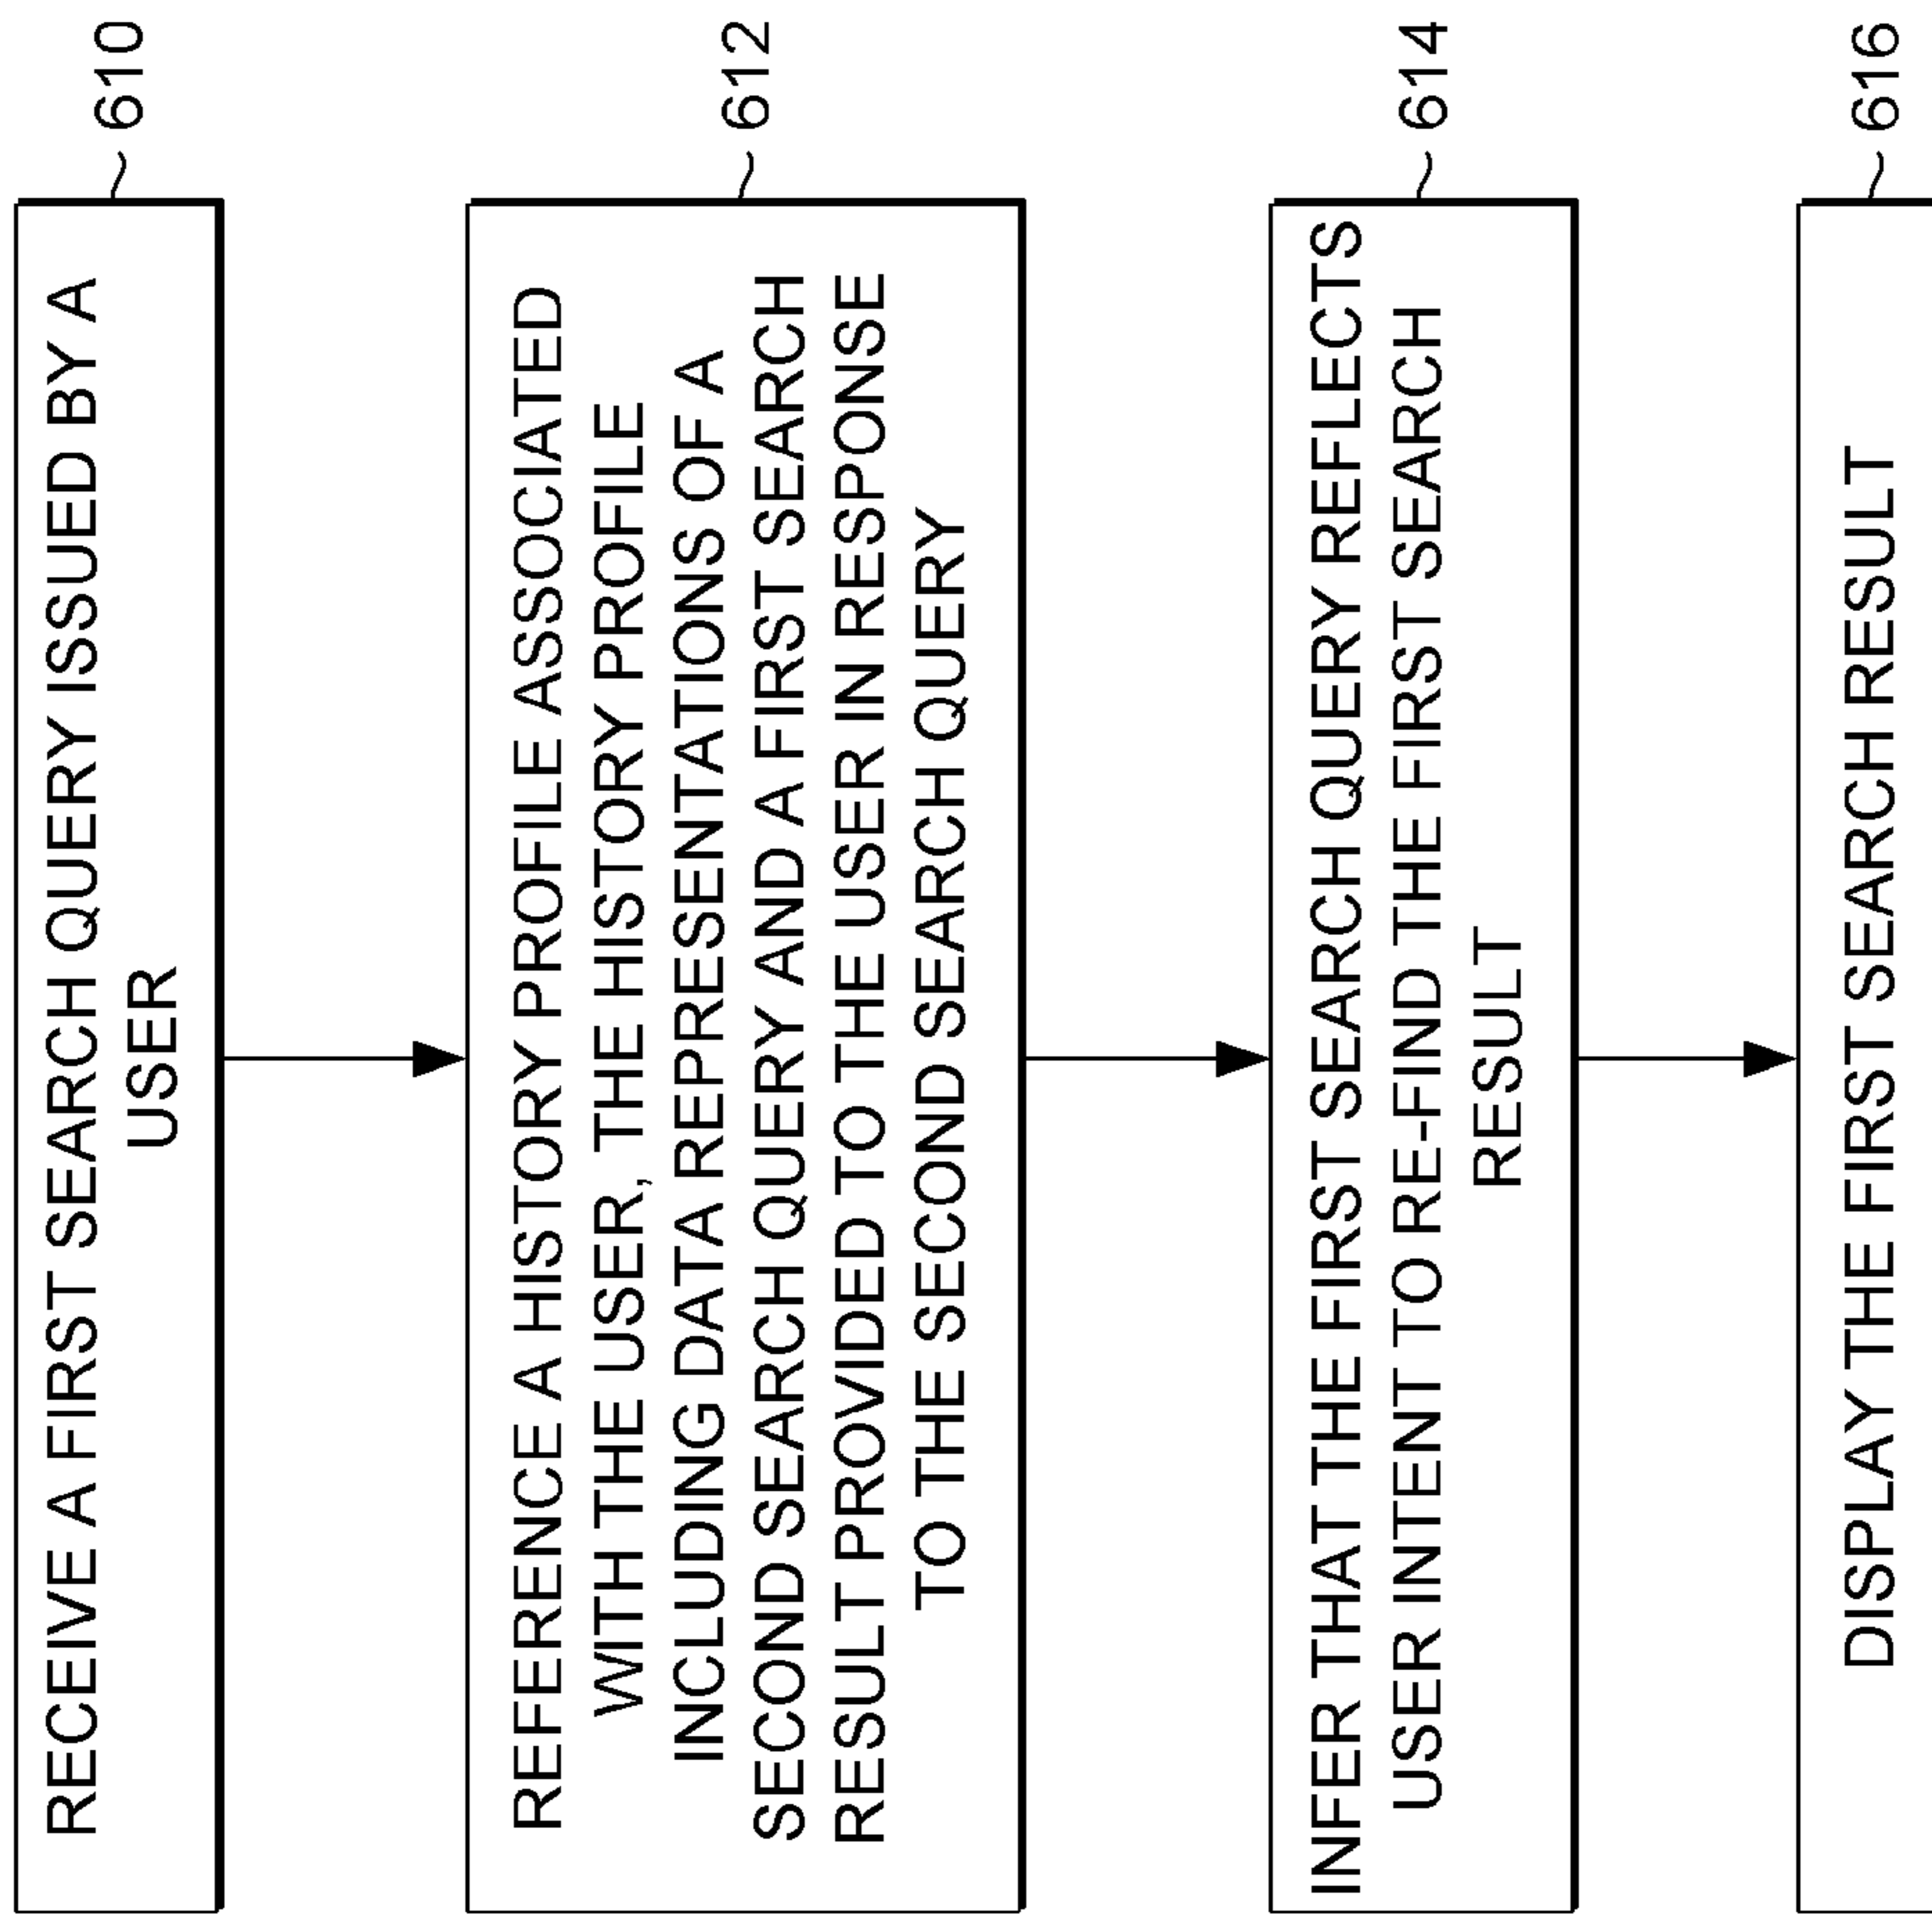 RECEIVE A FIRST SEARCH QUERY ISSUED BY A
USER
610
REFERENCE A HISTORY PROFILE ASSOCIATED
WITH THE USER, THE HISTORY PROFILE
INCLUDING DATA REPRESENTATIONS OF A
SECOND SEARCH QUERY AND A FIRST SEARCH
RESULT PROVIDED TO THE USER IN RESPONSE
TO THE SECOND SEARCH QUERY
612
INFER THAT THE FIRST SEARCH QUERY REFLECTS
USER INTENT TO RE-FIND THE FIRST SEARCH
RESULT
614
DISPLAY THE FIRST SEARCH RESULT
616